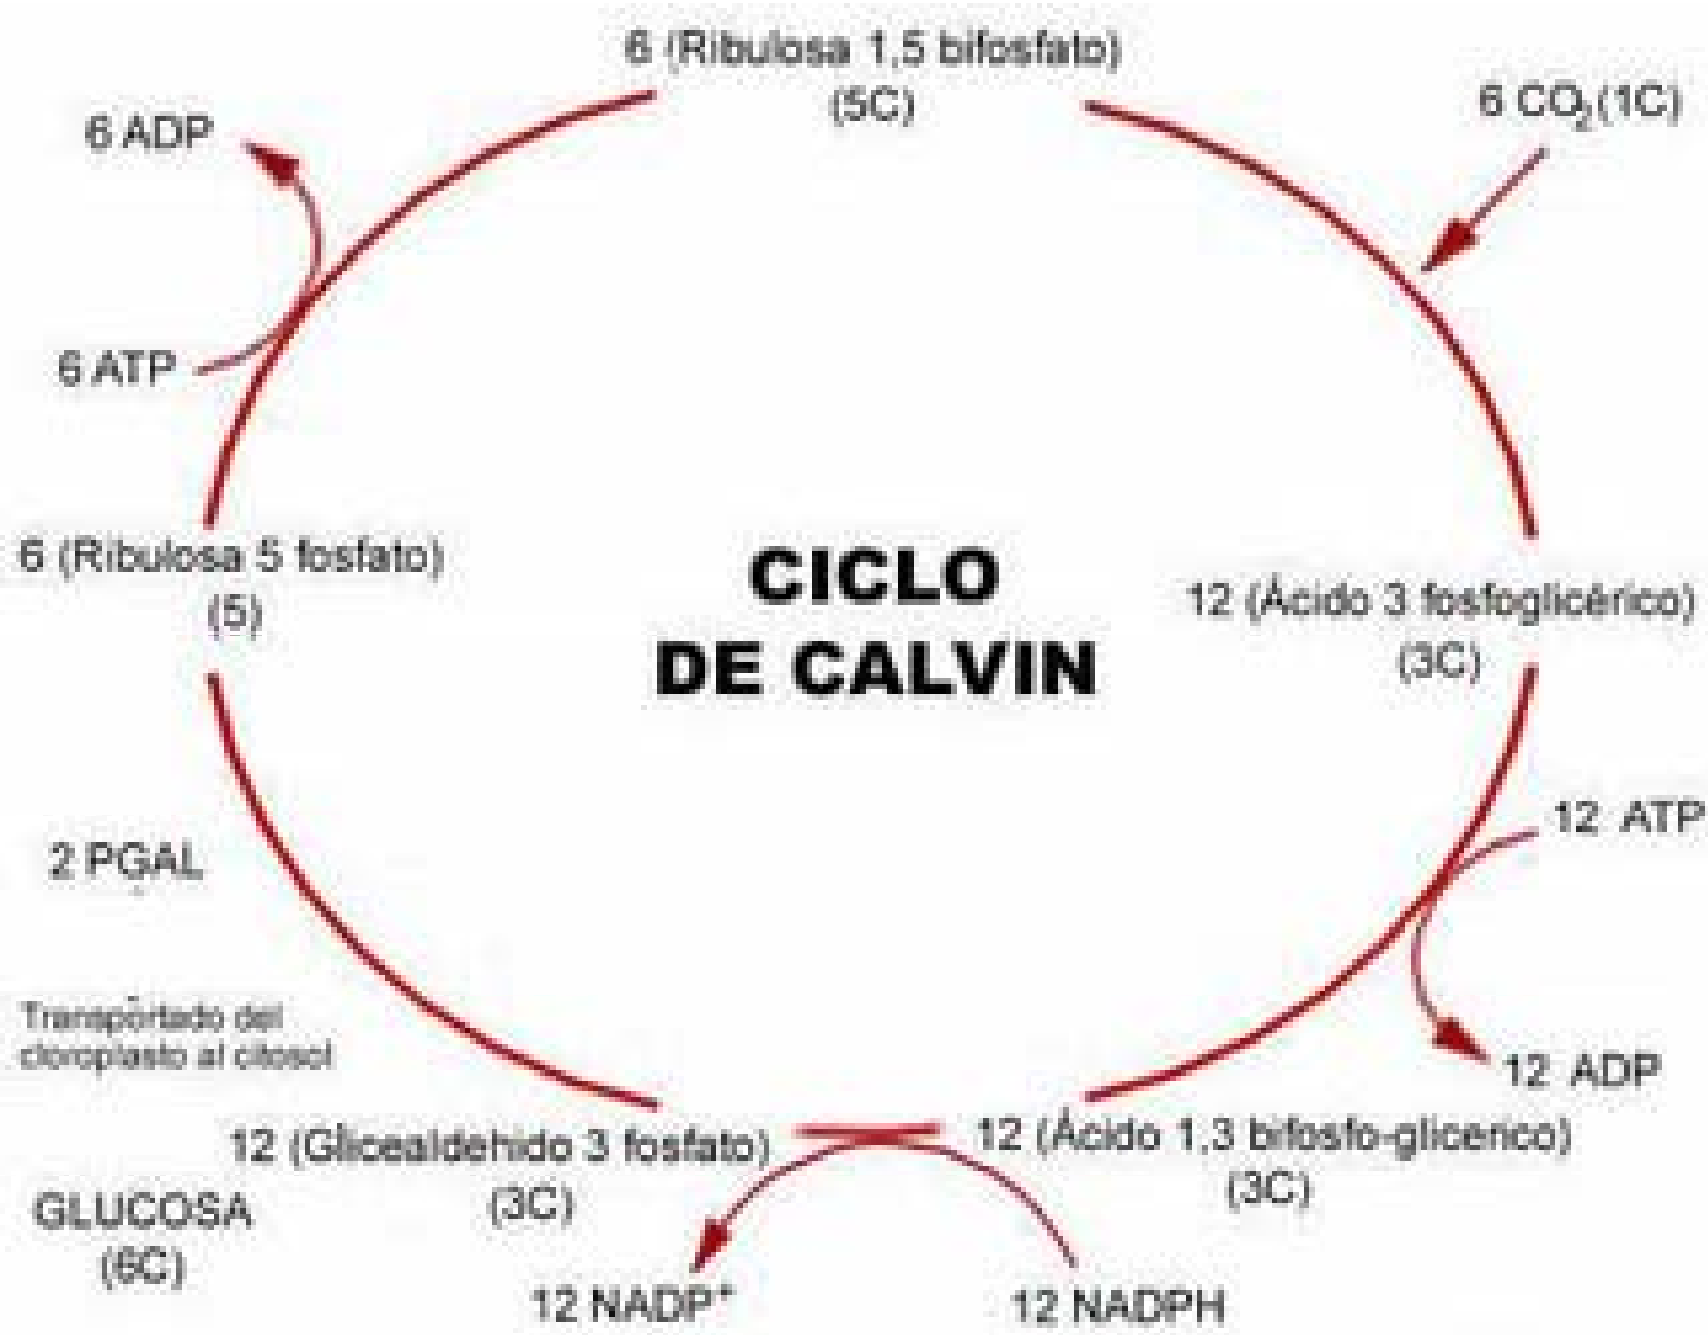 6 (Ribulosa 1,5 bifosfato)
(5C)
6 CO2(1C)
6 ADP
6 ATP
6 (Ribulosa 5 fosfato)
(5)
CICLO
DE CALVIN
12 (Ácido 3 fosfoglicérico)
(3C)
12 ATP
2 PGAL
Transportado del
cloroplasto al citosol
12 ADP
12 (Glicealdehido 3 fosfato)
(3C)
12 (Ácido 1,3 bifosfo-glicerico)
(3C)
GLUCOSA
(6C)
12 NADP+
12 NADPH